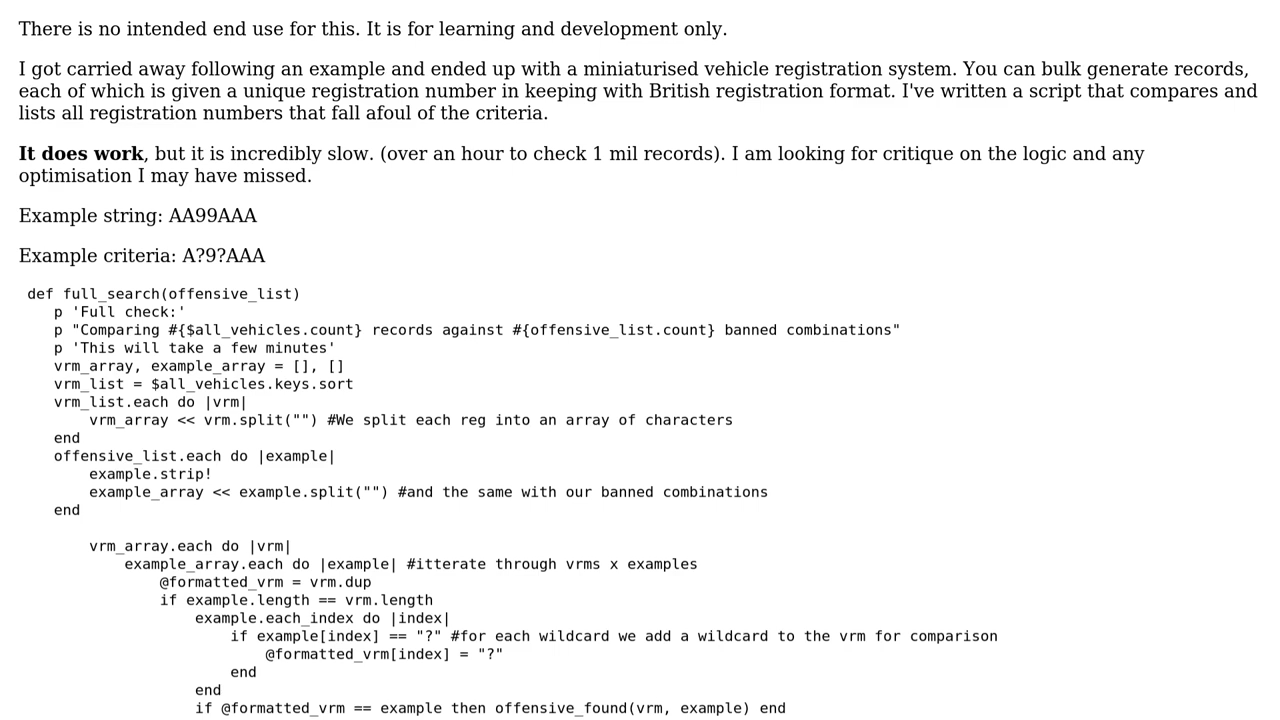 There is no intended end use for this. It is for learning and development only.
I got carried away following an example and ended up with a miniaturised vehicle registration system. You can bulk generate records,
each of which is given a unique registration number in keeping with British registration format. I've written a script that compares and
lists all registration numbers that fall afoul of the criteria.
It does work, but it is incredibly slow. (over an hour to check 1 mil records). I am looking for critique on the logic and any
optimisation I may have missed.
Example string: AA99AAA
Example criteria: A?9?AAA
def full_search(offensive_list)
p 'Full check:'
p "Comparing #{$all_vehicles.count} records against #{offensive_list.count} banned combinations"
p 'This will take a few minutes'
vrm_array, example_array = [], []
vrm_list = $all_vehicles.keys.sort
vrm_list.each do |vrm|
vrm_array << vrm.split("") #We split each reg into an array of characters
end
offensive_list.each do |example|
example.strip!
example_array << example.split("") #and the same with our banned combinations
end
vrm_array.each do |vrm|
example_array.each do |example| #itterate through vrms x examples
@formatted_vrm = vrm.dup
if example.length == vrm.length
example.each_index do |index|
if example[index] == "?" #for each wildcard we add a wildcard to the vrm for comparison
@formatted_vrm[index] = "?"
end
end
if @formatted_vrm == example then offensive_found(vrm, example) end